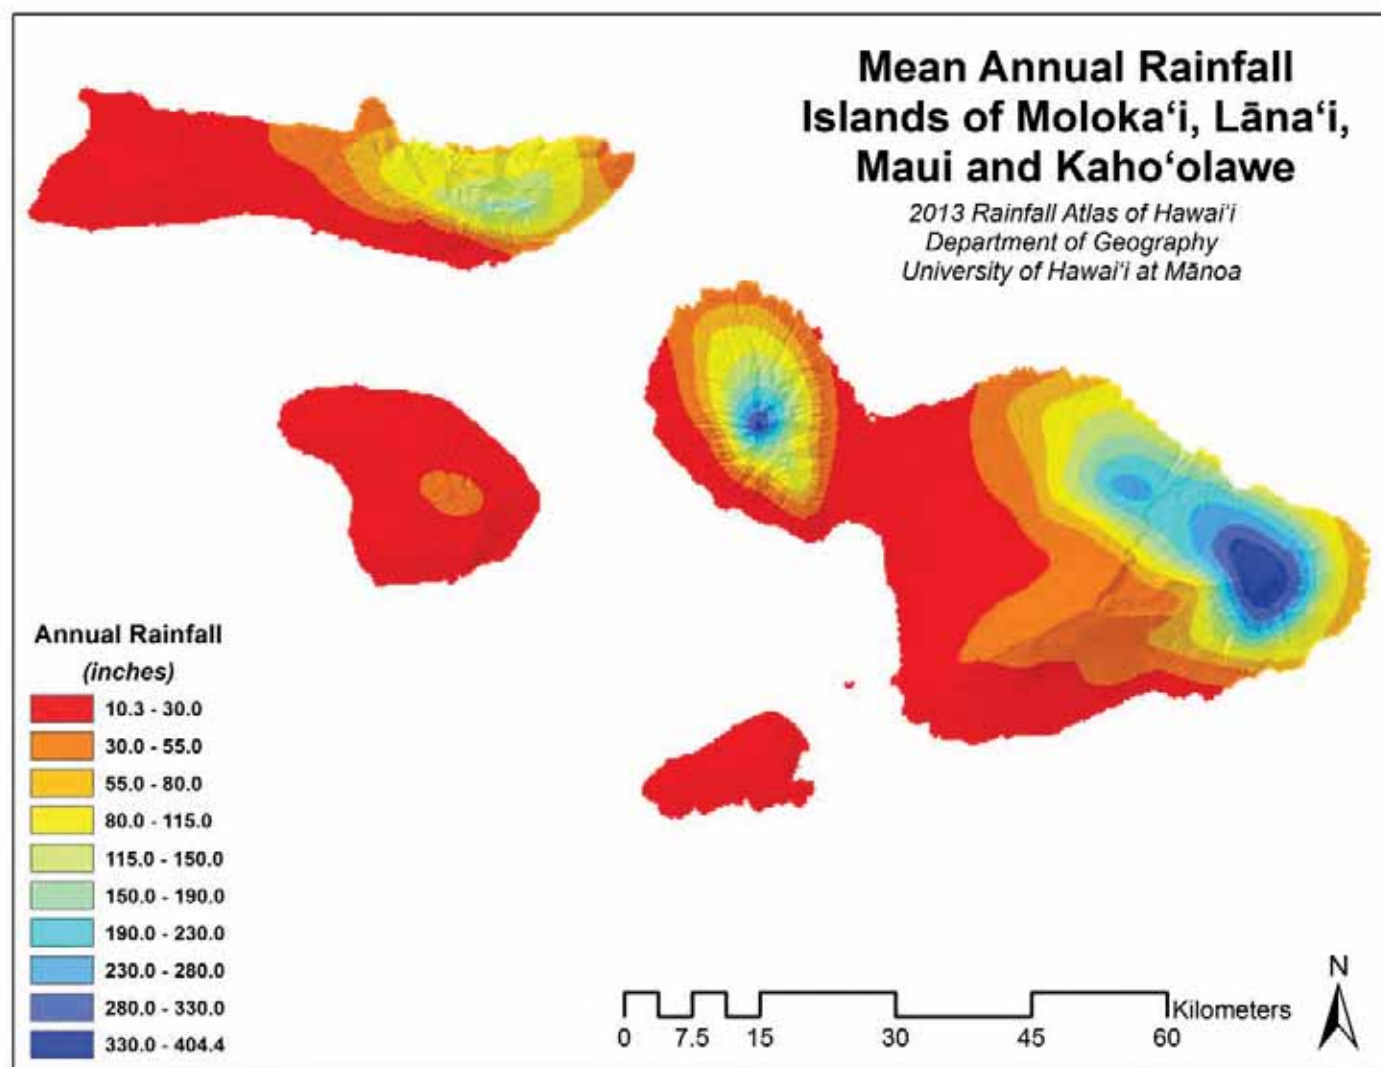 Mean Annual Rainfall
Islands of Moloka‘i, Lāna‘i,
Maui and Kaho‘olawe
2013 Rainfall Atlas of Hawai‘i
Department of Geography
University of Hawai‘i at Mānoa
Annual Rainfall
(inches)
10.3 - 30.0
30.0 - 55.0
55.0 - 80.0
80.0 - 115.0
115.0 - 150.0
150.0 - 190.0
190.0 - 230.0
230.0 - 280.0
280.0 - 330.0
330.0 - 404.4
N
Kilometers
0 7.5 15 30 45 60